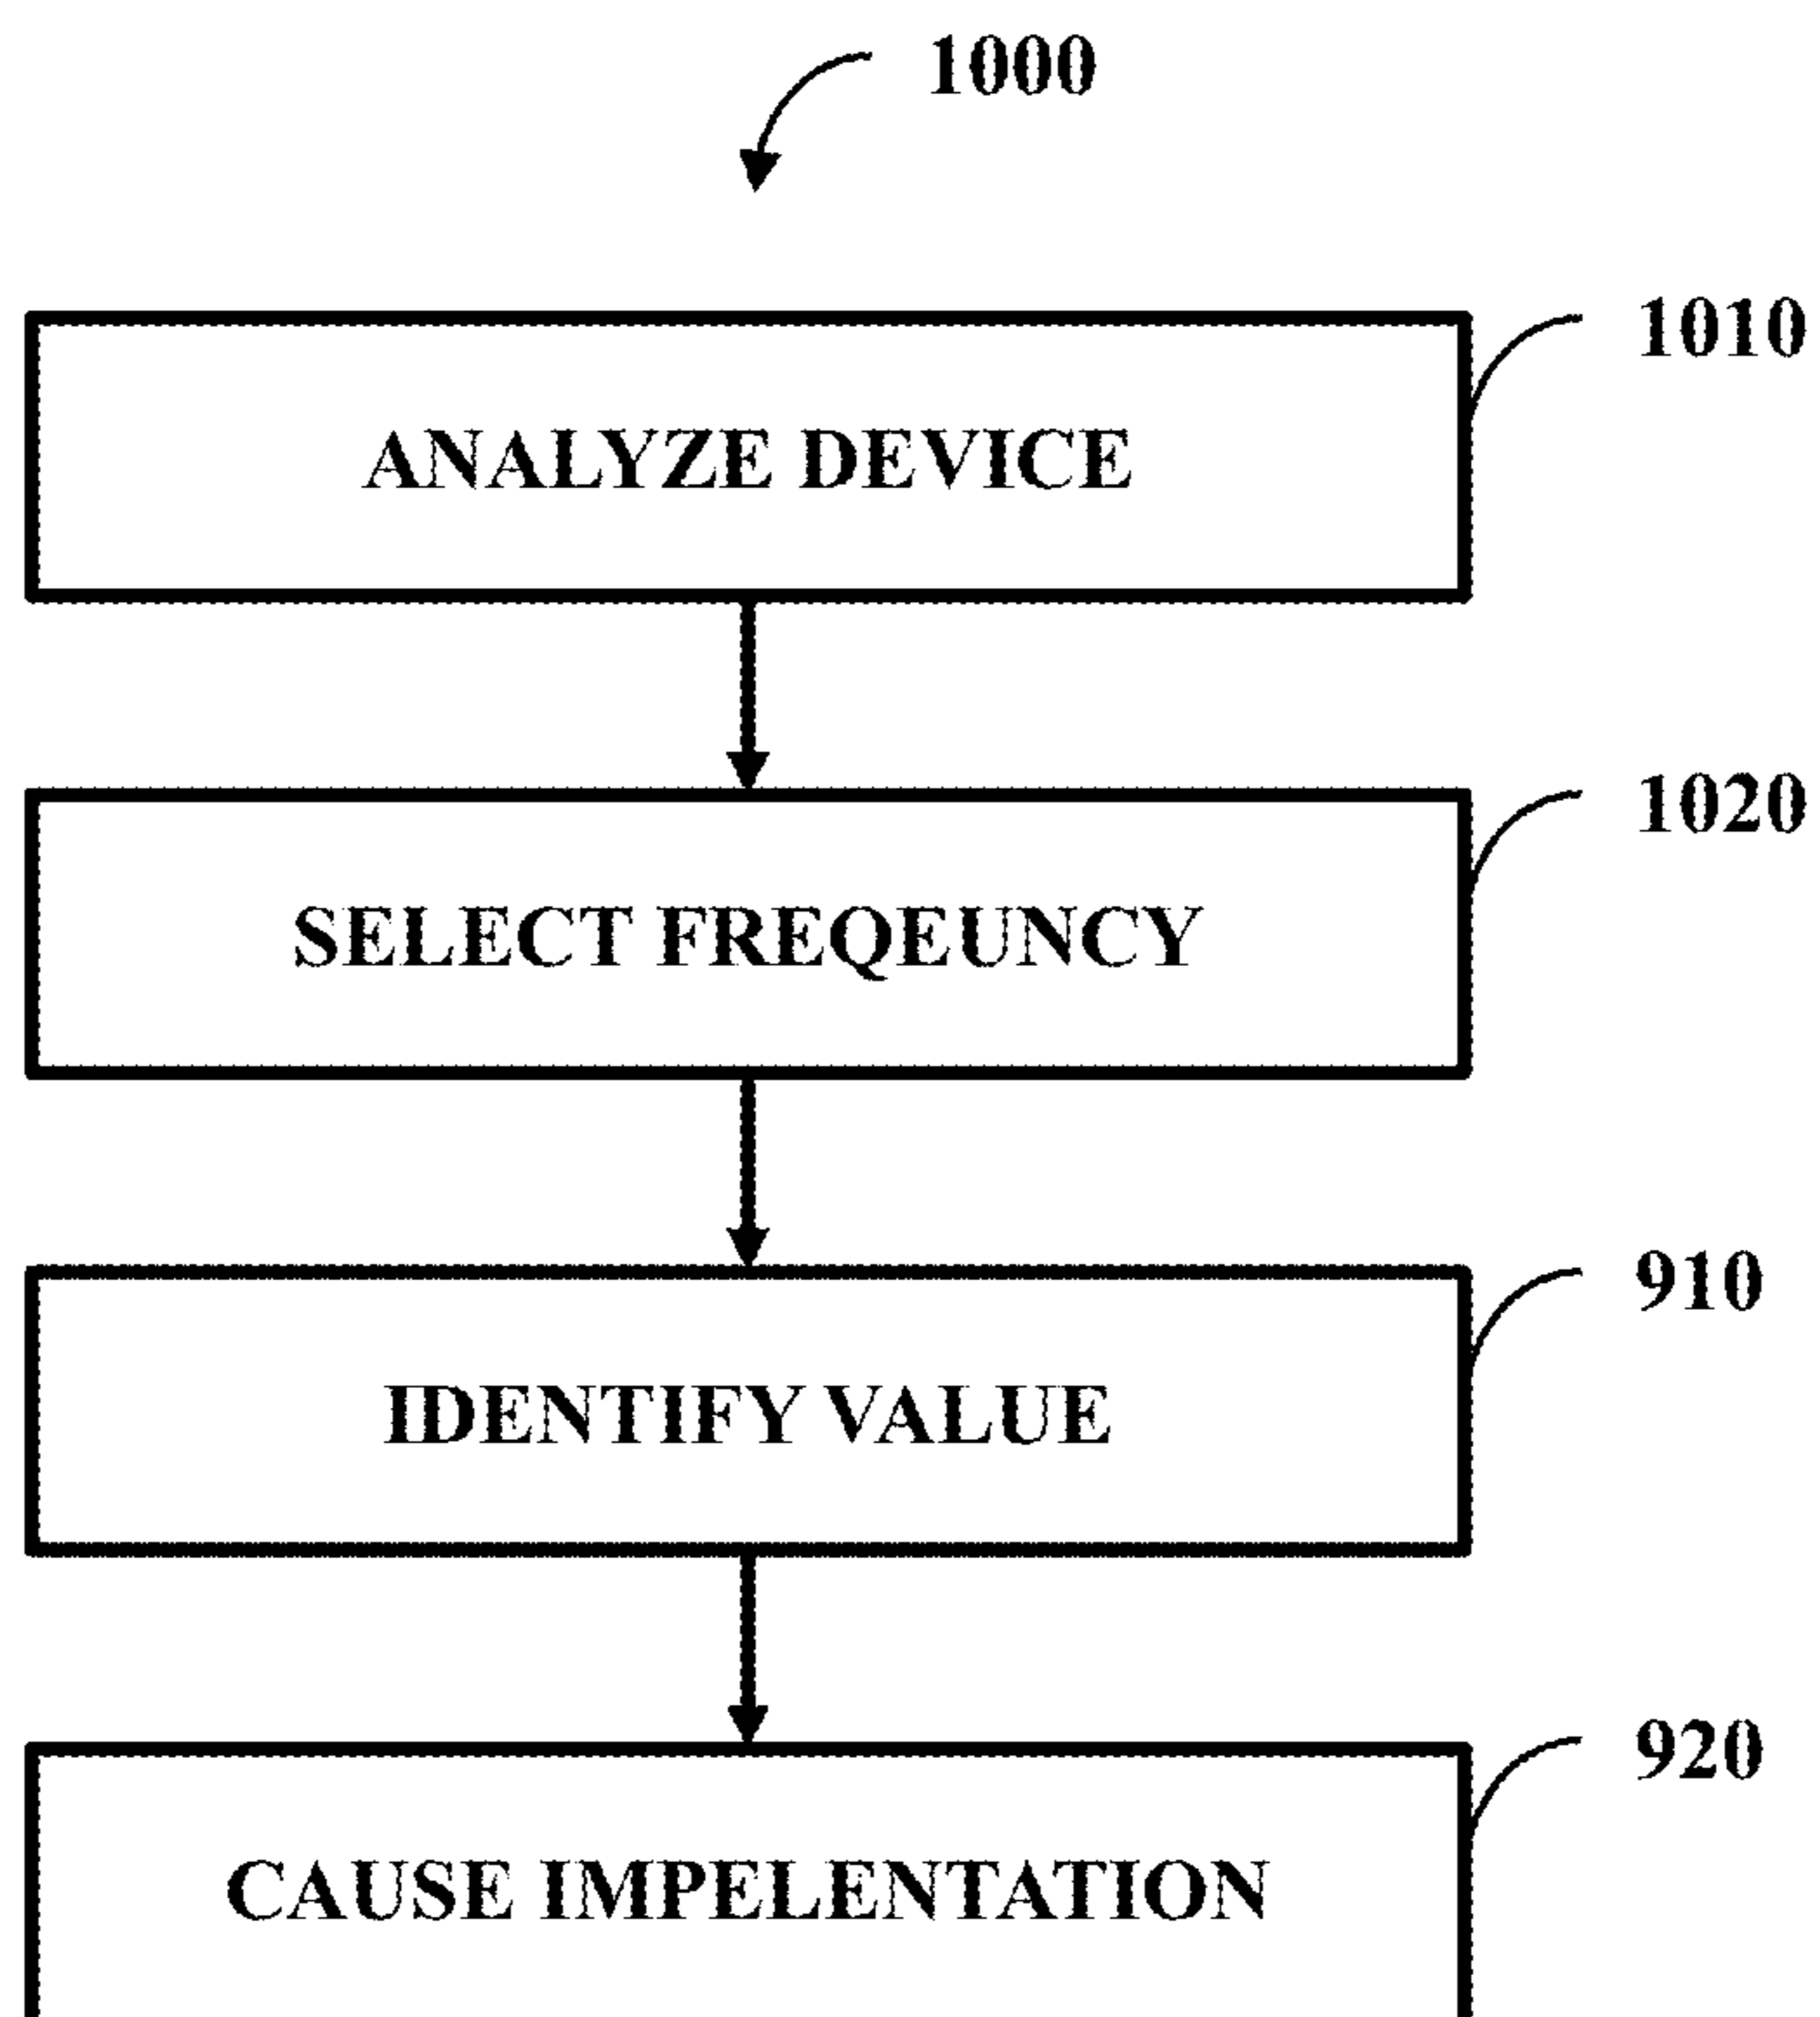 1000
1010
ANALYZE DEVICE
1020
SELECT FREQEUNCY
910
IDENTIFY VALUE
920
CAUSE IMPELENTATION